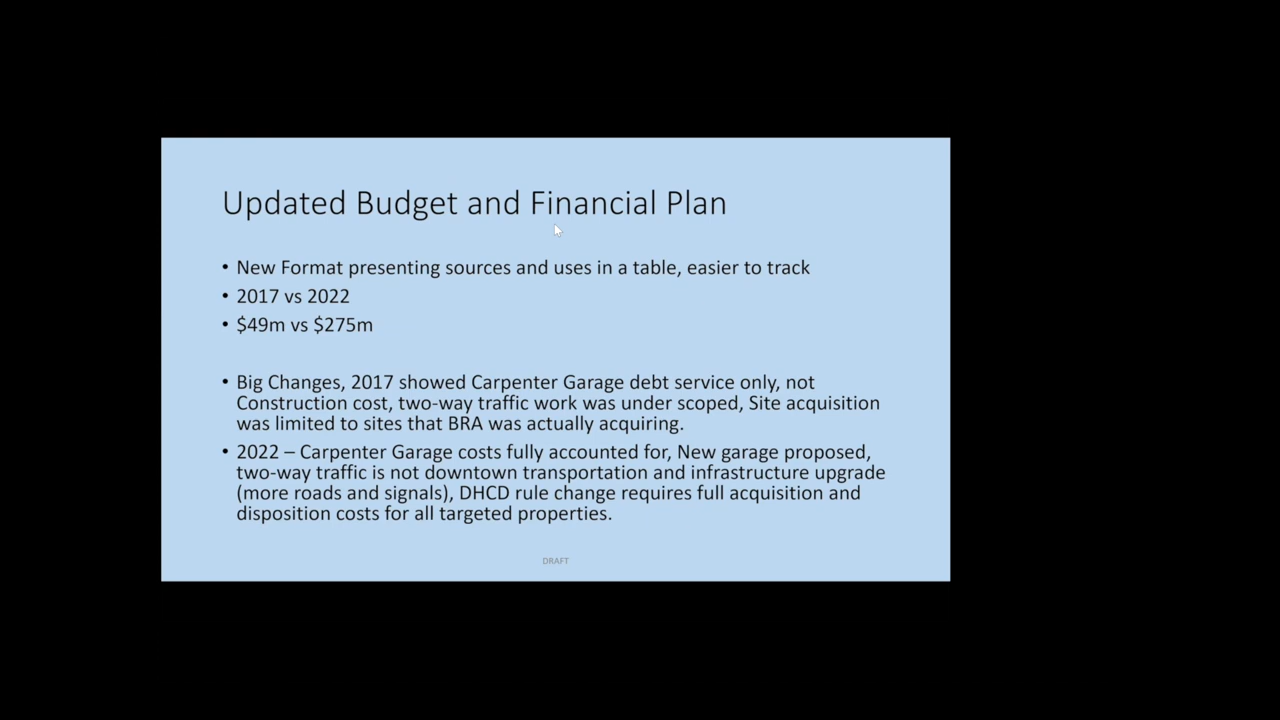 Updated Budget and Financial Plan
• New Format presenting sources and uses in a table, easier to track
• 2017 vs 2022
• $49m vs $275m
• Big Changes, 2017 showed Carpenter Garage debt service only, not
Construction cost, two-way traffic work was under scoped, Site acquisition
was limited to sites that BRA was actually acquiring.
• 2022 – Carpenter Garage costs fully accounted for, New garage proposed,
two-way traffic is not downtown transportation and infrastructure upgrade
(more roads and signals), DHCD rule change requires full acquisition and
disposition costs for all targeted properties.
DRAFT